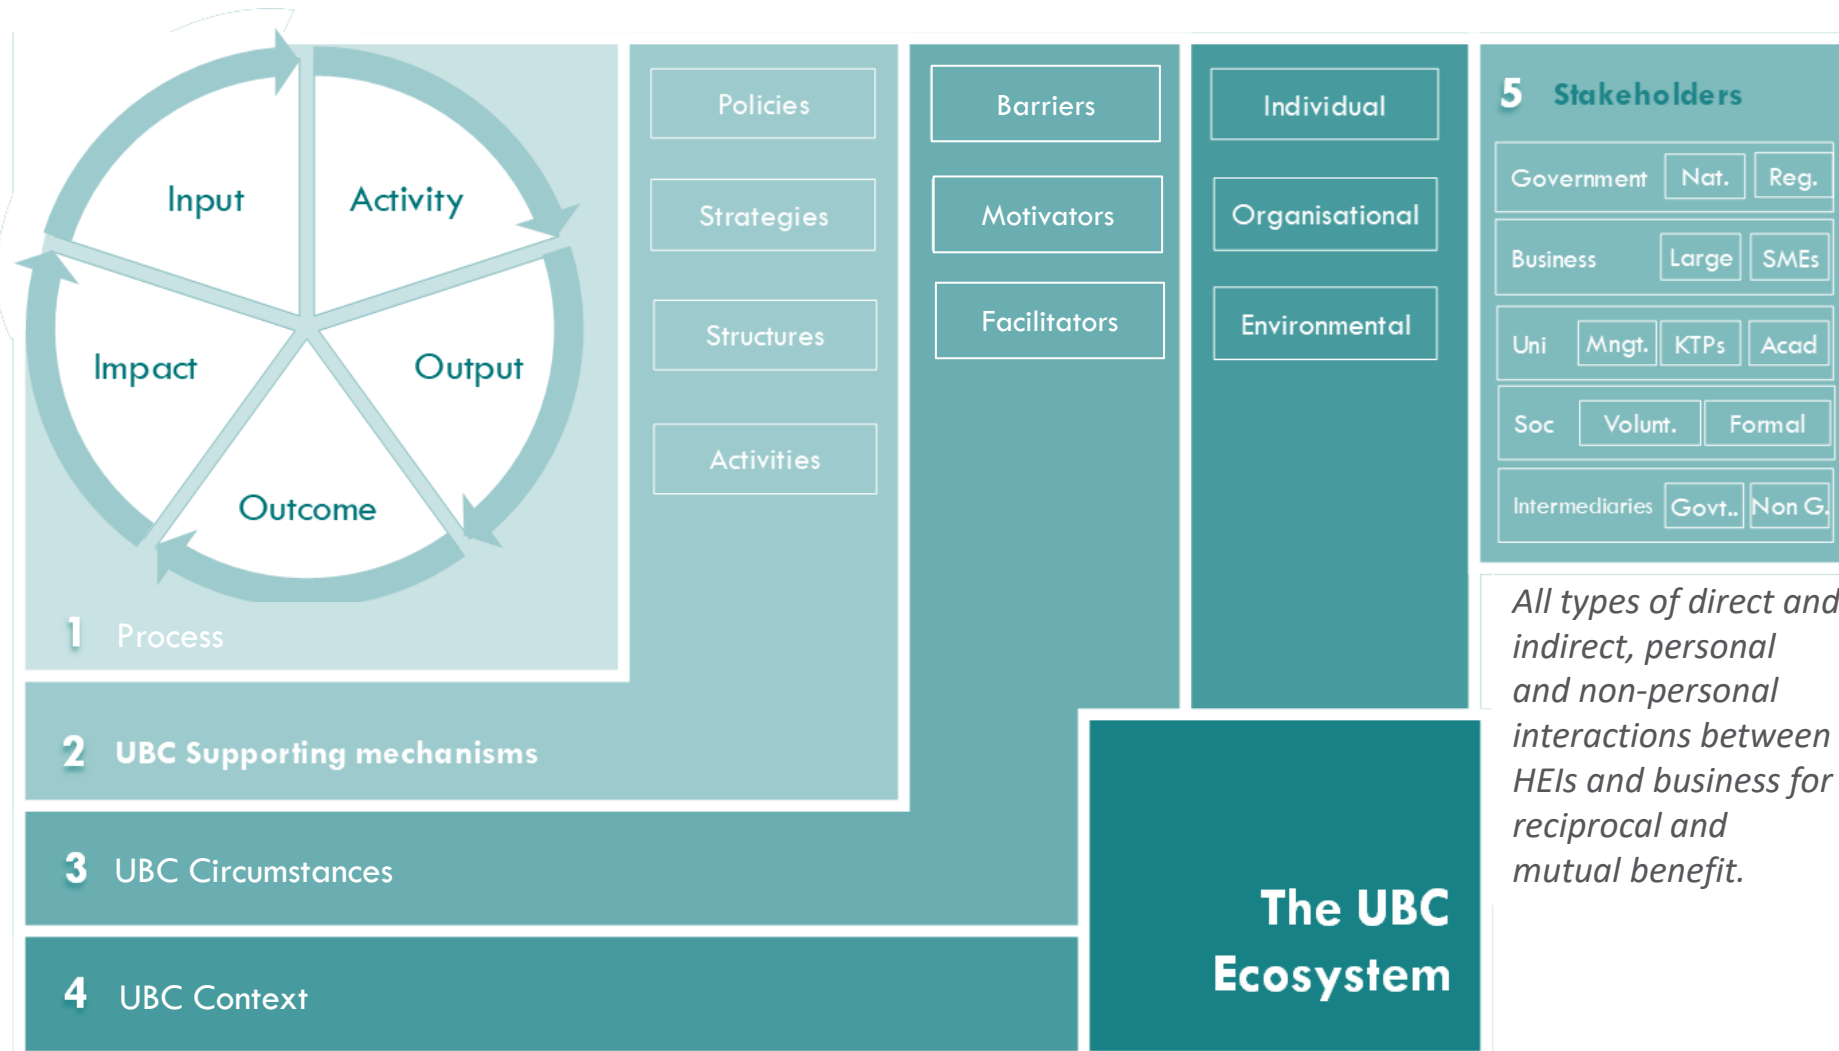 Input
Activity
Output
Outcome
Impact
1 Process
Policies
Strategies
Structures
Activities
2 UBC Supporting mechanisms
Barriers
Motivators
Facilitators
3 UBC Circumstances
Individual
Organisational
Environmental
4 UBC Context
The UBC
Ecosystem
5 Stakeholders
Government Nat. Reg.
Business Large SMEs
Uni Mngt. KTPs Acad
Soc Volunt. Formal
Intermediaries Govt.. Non G.
All types of direct and
indirect, personal
and non-personal
interactions between
HEIs and business for
reciprocal and
mutual benefit.